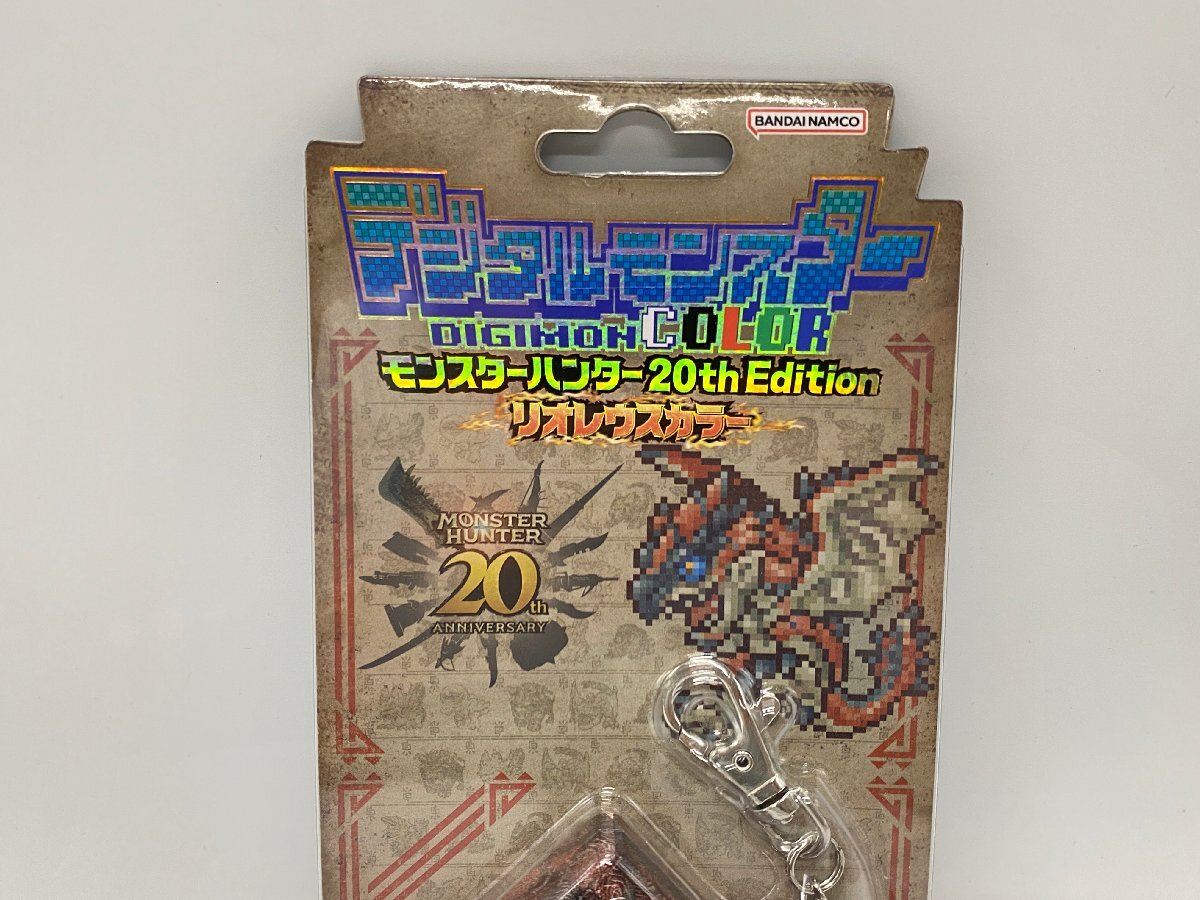 BANDAI NAMCO
デジタルモンスター
DIGIMON COLOR
モンスターハンター20th Edition
リオレウスカラー
MONSTER
HUNTER
20th
ANNIVERSARY